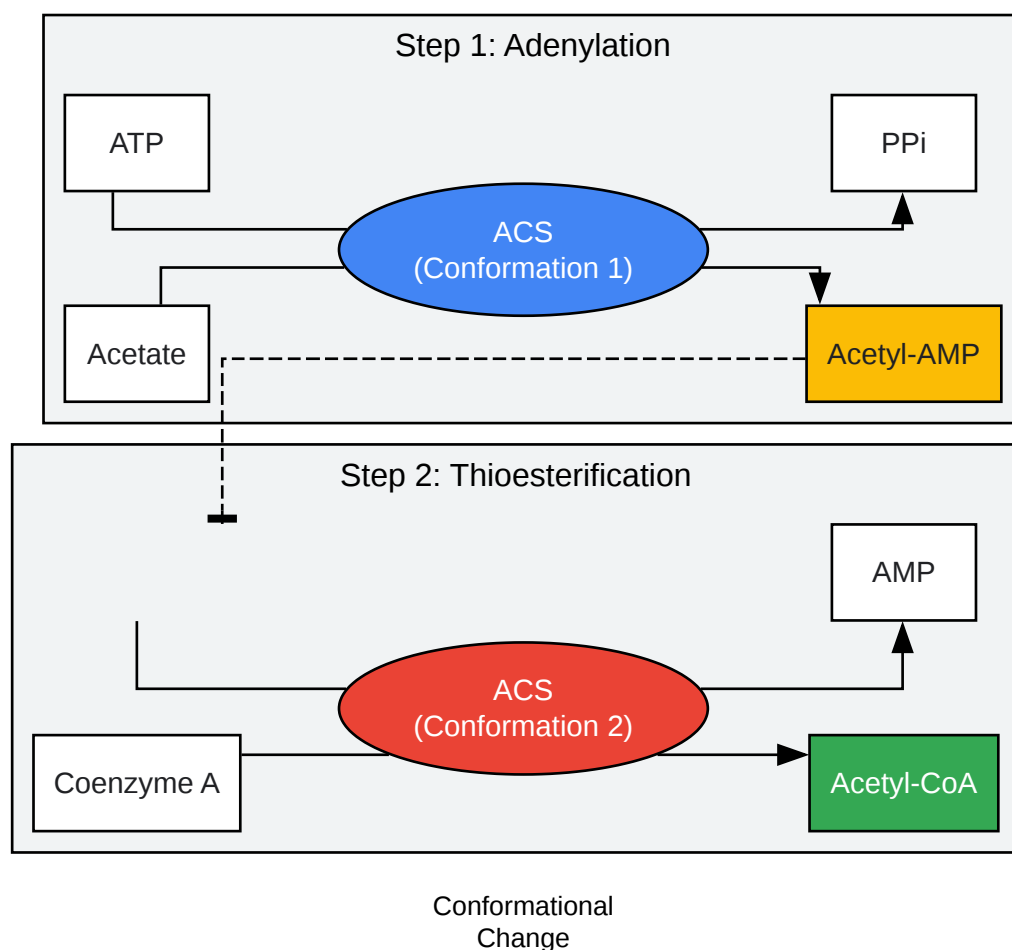 Step 1: Adenylation
ATP
PPi
ACS
(Conformation 1)
Acetate
Acetyl-AMP
Step 2: Thioesterification
AMP
ACS
(Conformation 2)
Coenzyme A
Acetyl-CoA
Conformational
Change